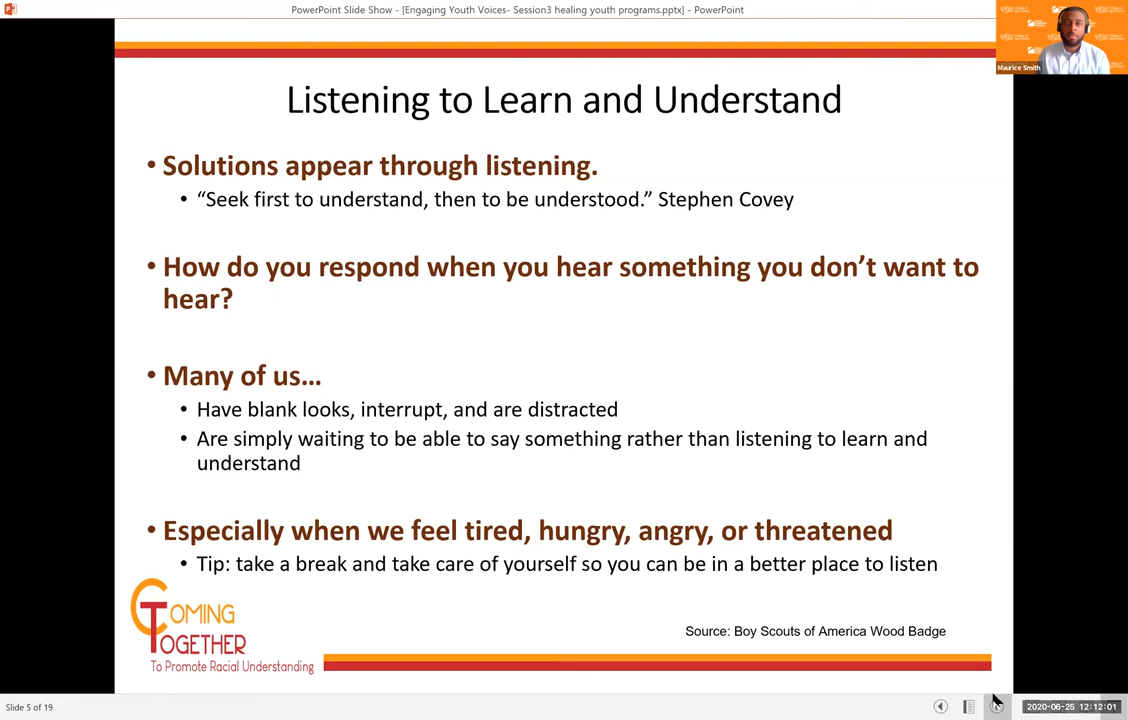 PowerPoint Slide Show - [Engaging Youth Voices- Session3 healing youth programs.pptx] - PowerPoint
Maurice Smith
Listening to Learn and Understand
• Solutions appear through listening.
• “Seek first to understand, then to be understood.” Stephen Covey
• How do you respond when you hear something you don’t want to
hear?
• Many of us…
• Have blank looks, interrupt, and are distracted
• Are simply waiting to be able to say something rather than listening to learn and
understand
• Especially when we feel tired, hungry, angry, or threatened
• Tip: take a break and take care of yourself so you can be in a better place to listen
COMING
TOGETHER
To Promote Racial Understanding
Source: Boy Scouts of America Wood Badge
Slide 5 of 19
2020-06-25 12:12:01